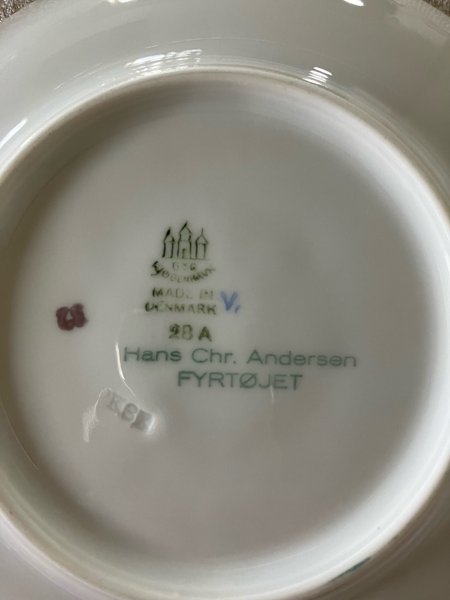 B&G
KJØBENHAVN
MADE IN
DENMARK V.
28 A
Hans Chr. Andersen
FYRTØJET